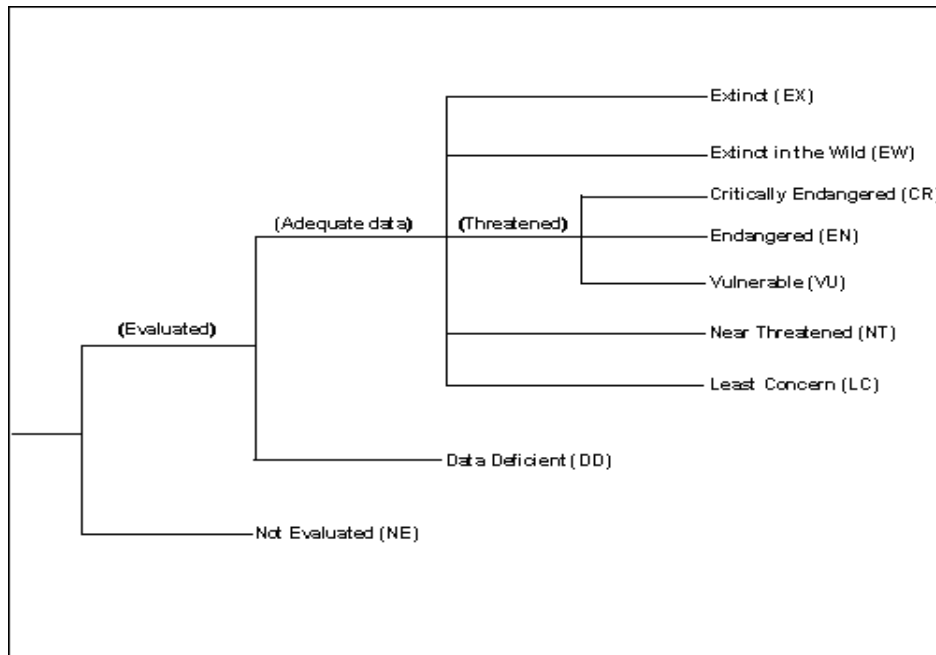 Extinct (EX)
Extinct in the Wild (EW)
Critically Endangered (CR)
(Adequate data)
(Threatened)
Endangered (EN)
Vulnerable (VU)
(Evaluated)
Near Threatened (NT)
Least Concern (LC)
Data Deficient (DD)
Not Evaluated (NE)